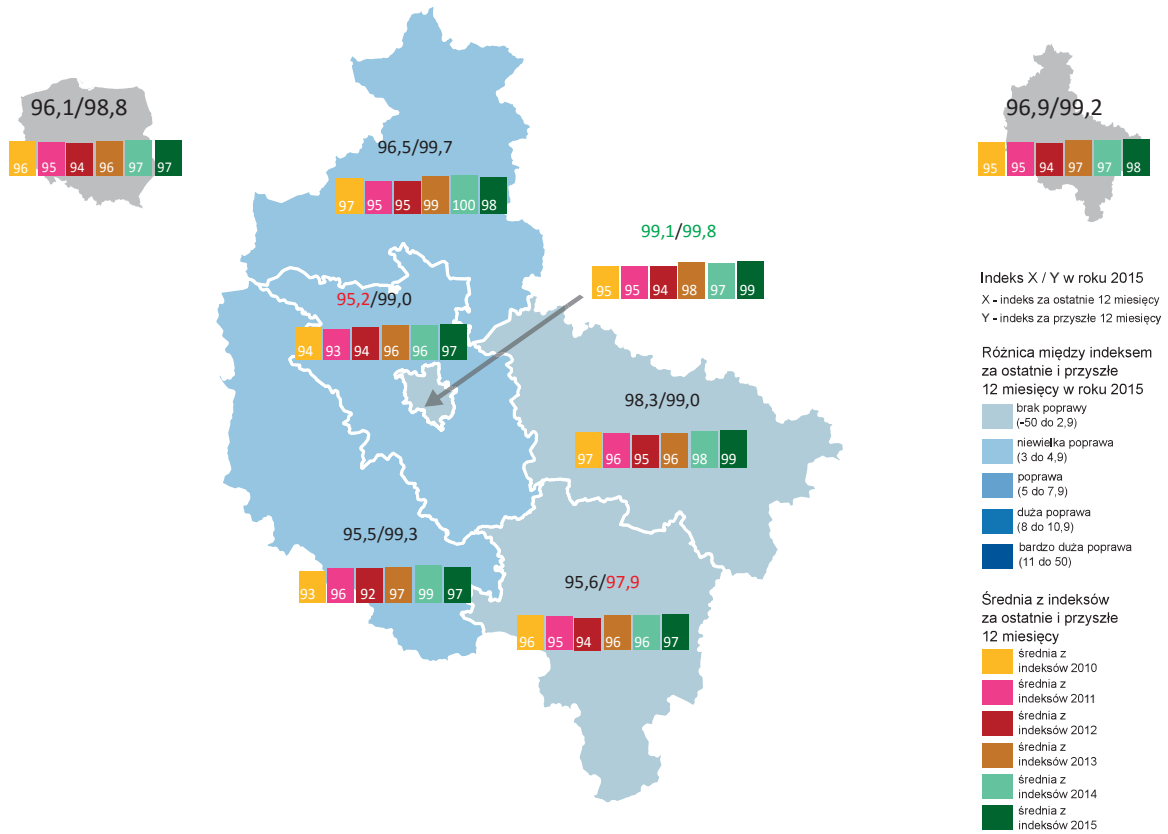 96,1/98,8
96 95 94 96 97 97
96,9/99,2
95 95 94 97 97 98
96,5/99,7
97 95 95 99 100 98
99,1/99,8
95 95 94 98 97 99
95,2/99,0
94 93 94 96 96 97
98,3/99,0
97 96 95 96 98 99
95,5/99,3
93 96 92 97 99 97
95,6/97,9
96 95 94 96 96 97
Indeks X / Y w roku 2015
X - indeks za ostatnie 12 miesięcy
Y - indeks za przyszłe 12 miesięcy
Różnica między indeksem
za ostatnie i przyszłe
12 miesięcy w roku 2015
brak poprawy
(-50 do 2,9)
niewielka poprawa
(3 do 4,9)
poprawa
(5 do 7,9)
duża poprawa
(8 do 10,9)
bardzo duża poprawa
(11 do 50)
Średnia z indeksów
za ostatnie i przyszłe
12 miesięcy
średnia z
indeksów 2010
średnia z
indeksów 2011
średnia z
indeksów 2012
średnia z
indeksów 2013
średnia z
indeksów 2014
średnia z
indeksów 2015